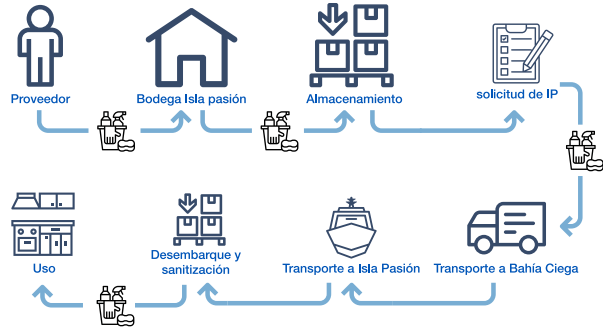 Proveedor
Bodega Isla pasión
Almacenamiento
solicitud de IP
Uso
Desembarque y
sanitización
Transporte a Isla Pasión
Transporte a Bahía Ciega